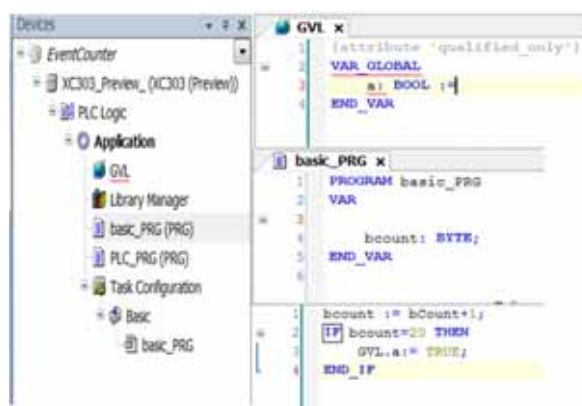 Devices
EventCounter
XC303_Preview_ (XC303 (Preview))
PLC Logic
Application
GVL
Library Manager
basic_PRG (PRG)
PLC_PRG (PRG)
Task Configuration
Basic
basic_PRG
GVL x
1 {attribute 'qualified_only'}
2 VAR_GLOBAL
3 a: BOOL :=
4 END_VAR
basic_PRG x
1 PROGRAM basic_PRG
2 VAR
3
4 bcount: BYTE;
5 END_VAR
6
1 bcount := bCount+1;
2 IF bcount=20 THEN
3 GVL.a:= TRUE;
4 END_IF